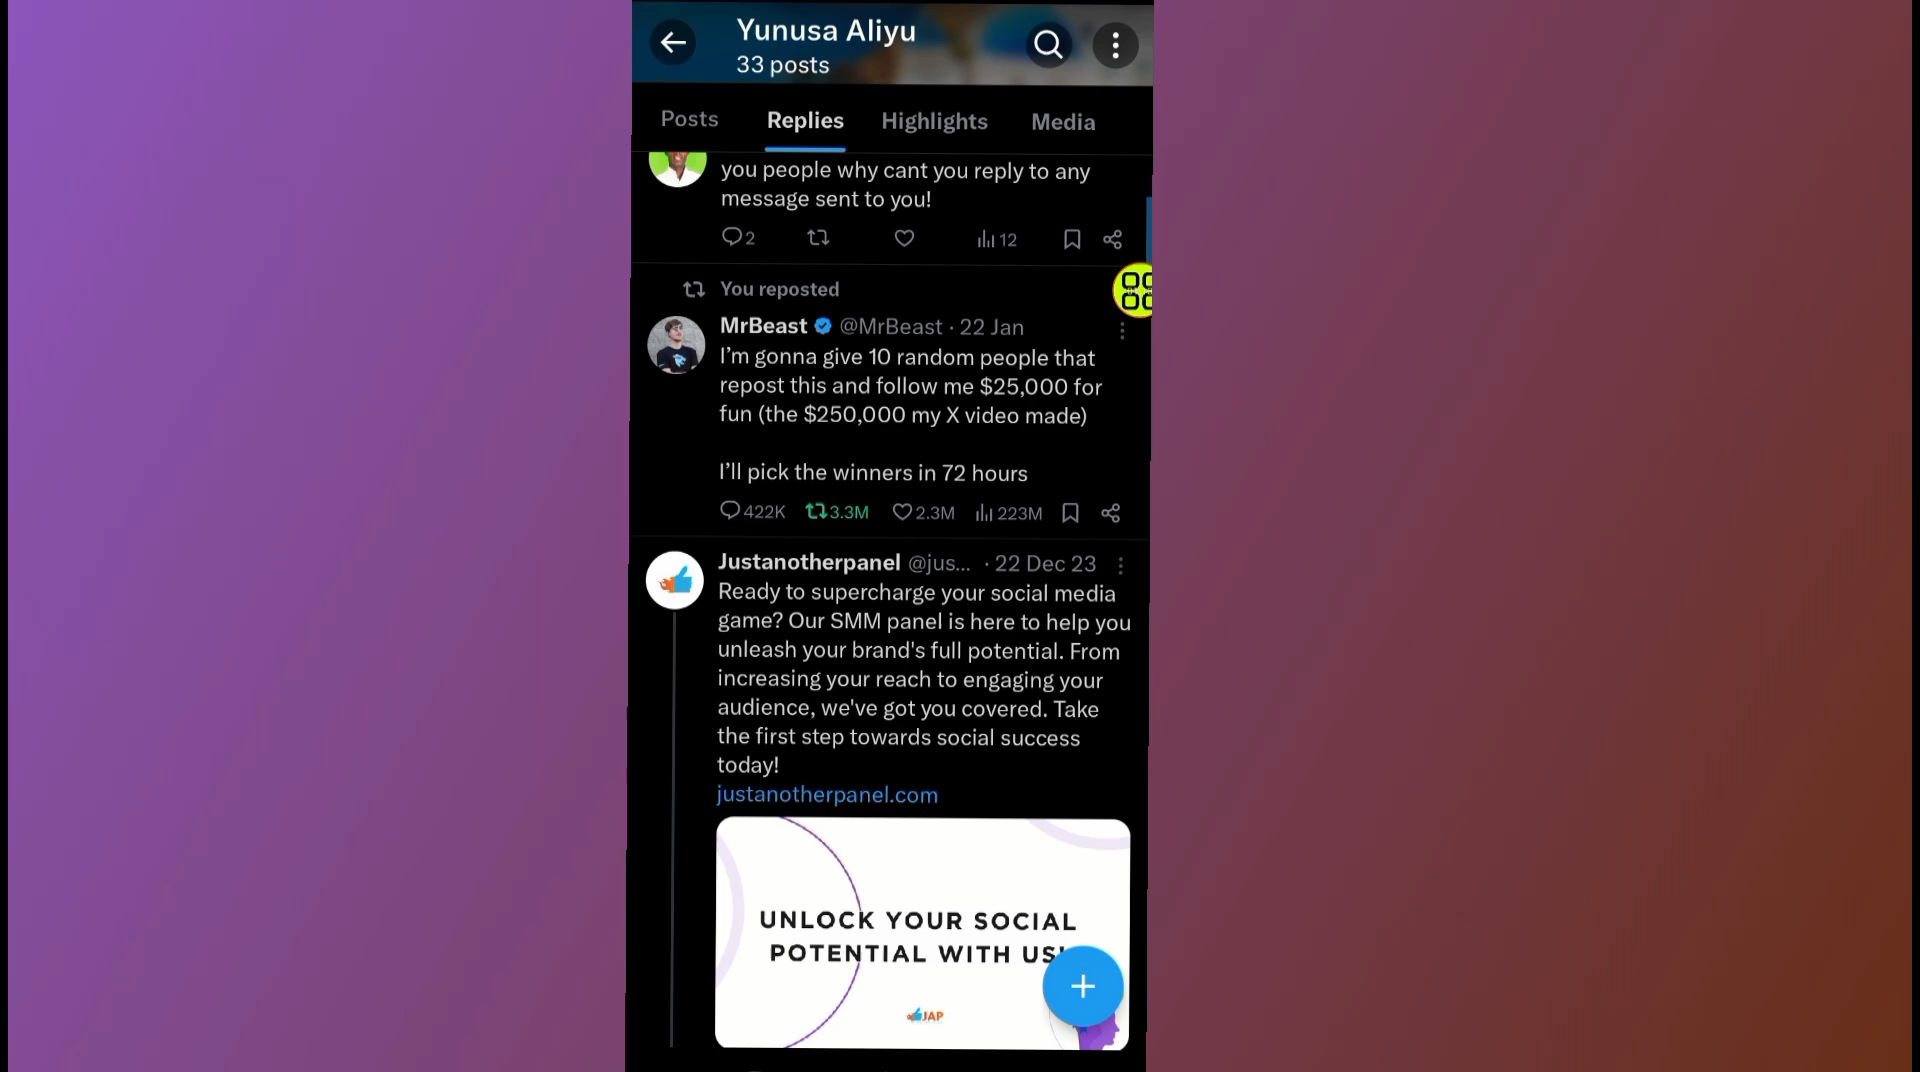 Yunusa Aliyu
33 posts
Posts Replies Highlights Media
you people why cant you reply to any
message sent to you!
2 12
You reposted
MrBeast @MrBeast · 22 Jan
I'm gonna give 10 random people that
repost this and follow me $25,000 for
fun (the $250,000 my X video made)
I'll pick the winners in 72 hours
422K 3.3M 2.3M 223M
Justanotherpanel @jus... · 22 Dec 23
Ready to supercharge your social media
game? Our SMM panel is here to help you
unleash your brand's full potential. From
increasing your reach to engaging your
audience, we've got you covered. Take
the first step towards social success
today!
justanotherpanel.com
UNLOCK YOUR SOCIAL
POTENTIAL WITH US!
JAP